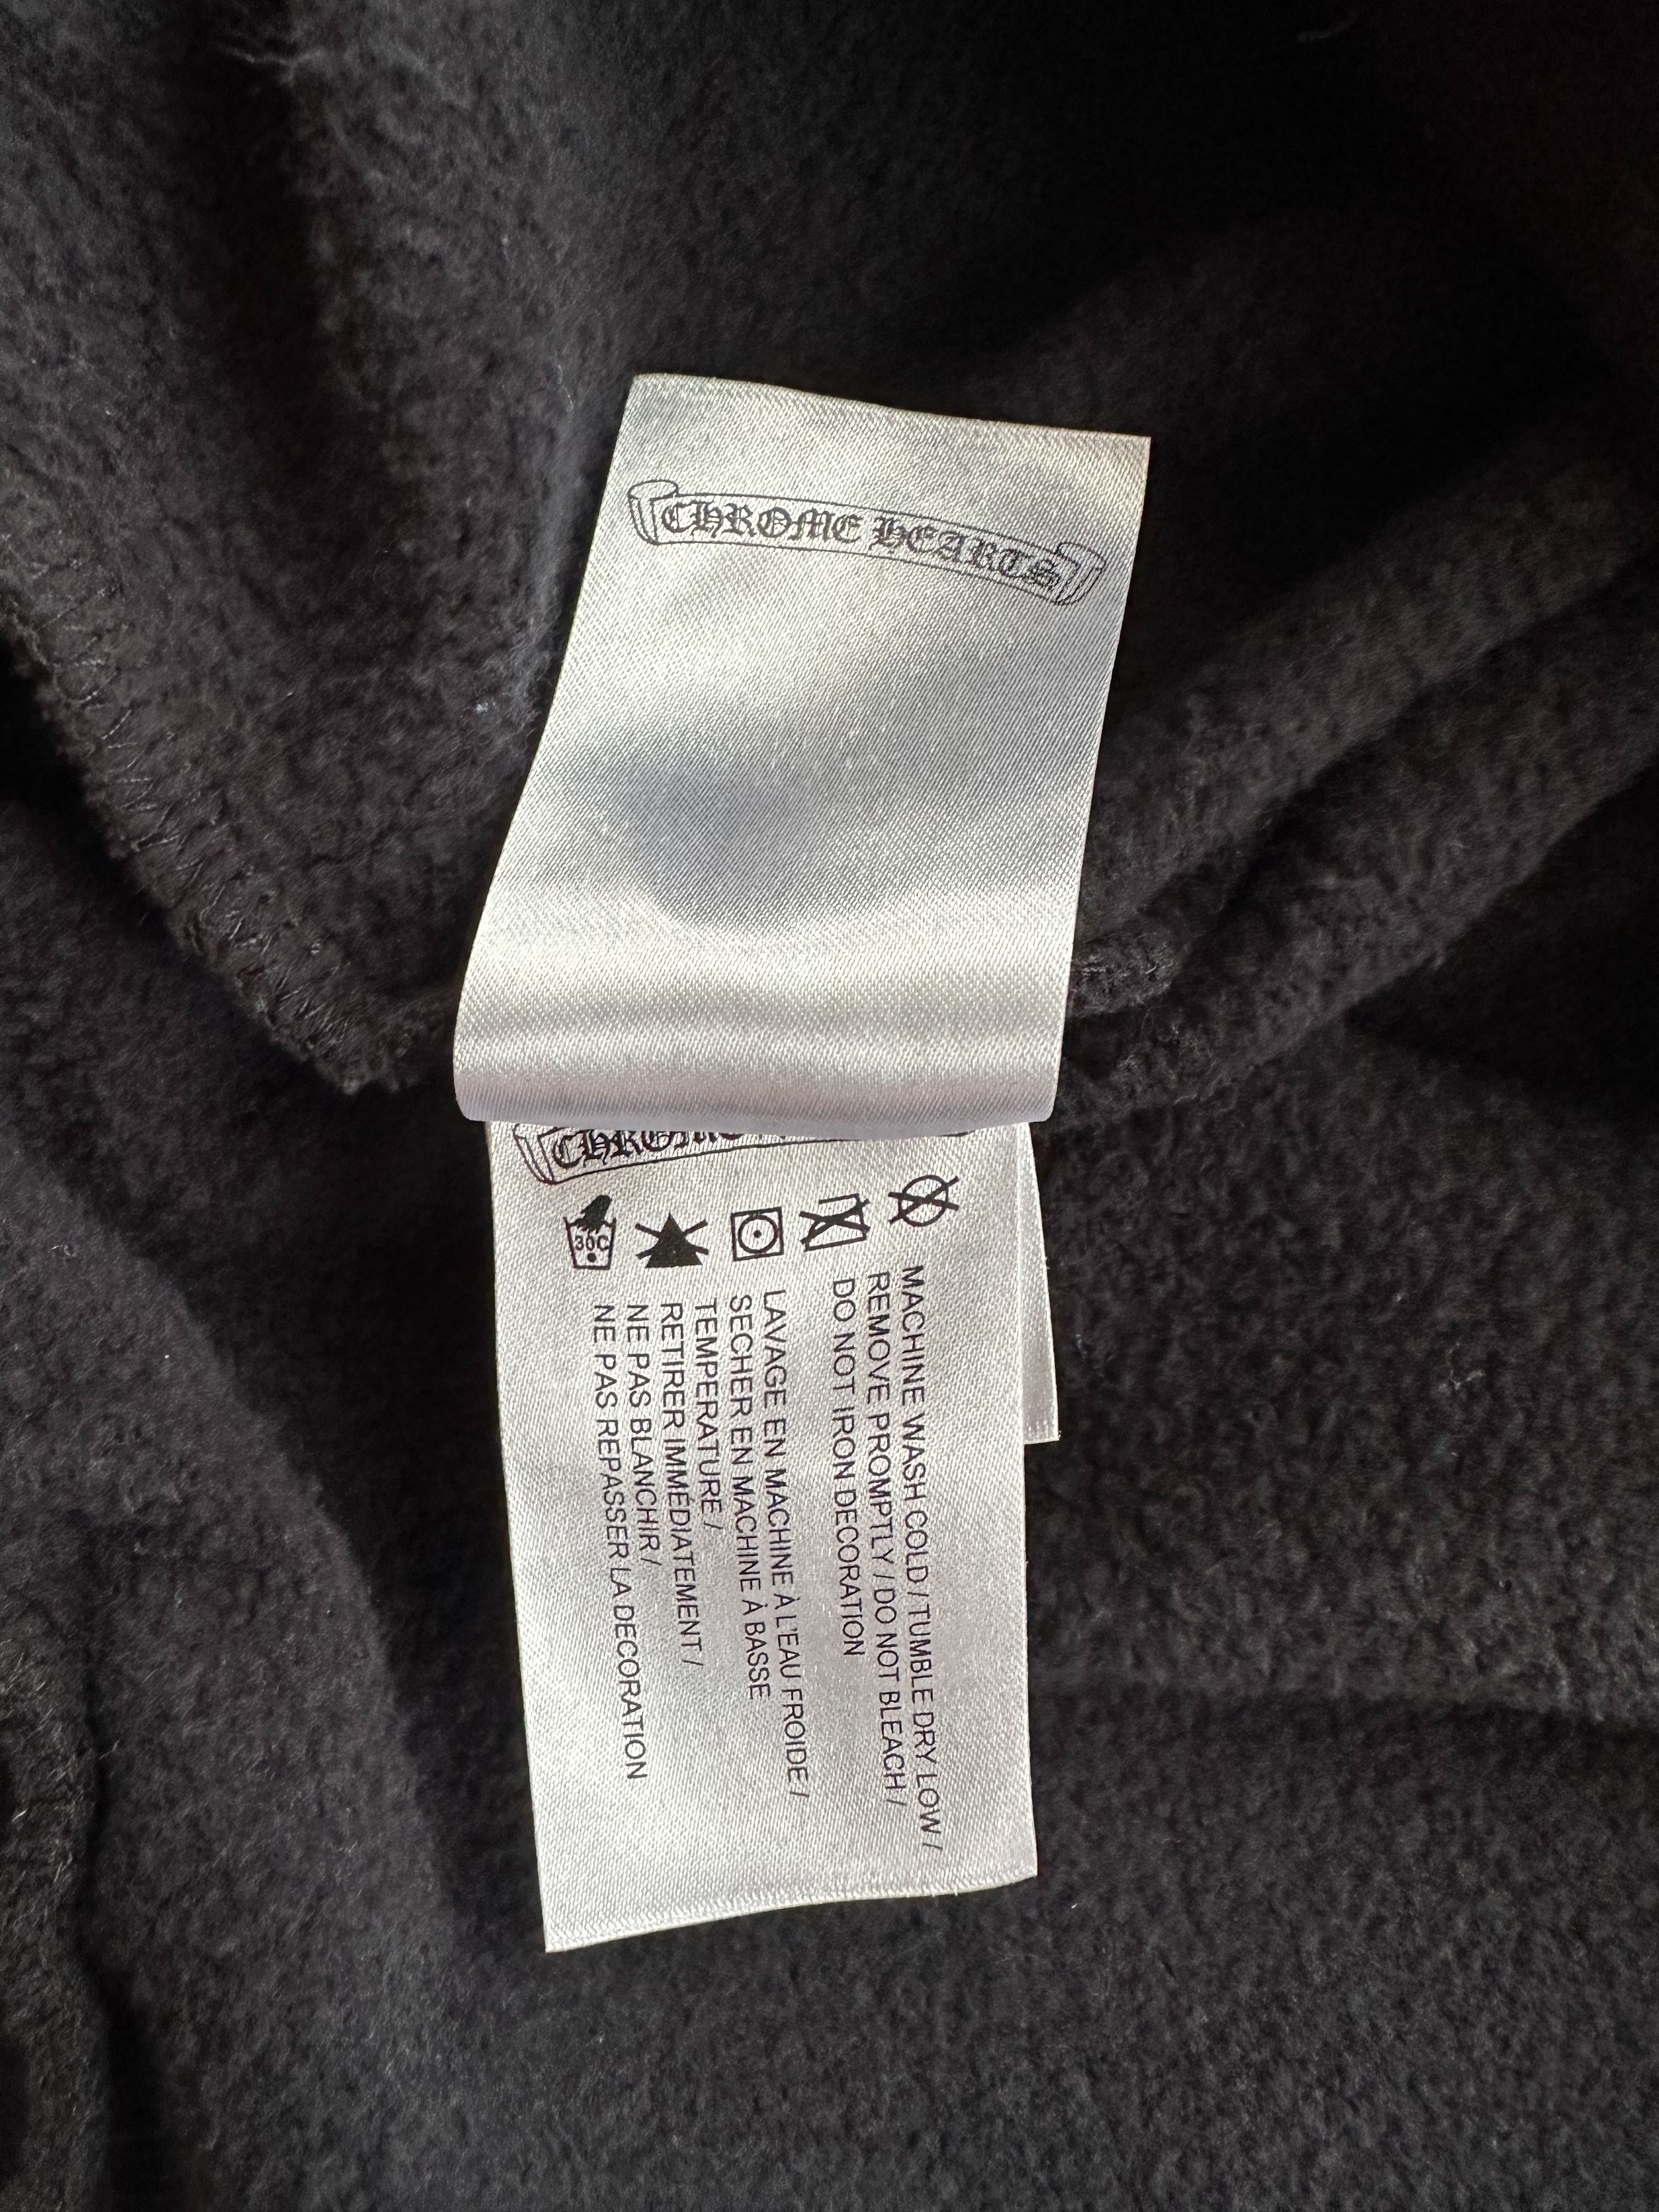 CHROME HEARTS
CHROME
30C
MACHINE WASH COLD / TUMBLE DRY LOW /
REMOVE PROMPTLY / DO NOT BLEACH /
DO NOT IRON DECORATION
LAVAGE EN MACHINE À L'EAU FROIDE /
SECHER EN MACHINE À BASSE
TEMPERATURE /
RETIRER IMMÉDIATEMENT /
NE PAS BLANCHIR /
NE PAS REPASSER LA DECORATION